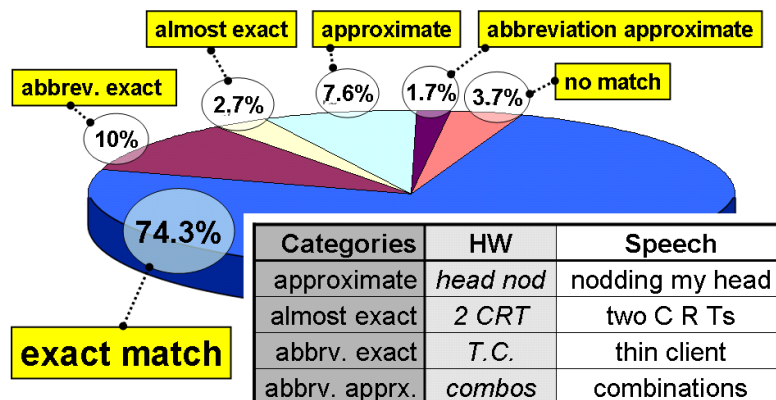 almost exact
approximate
abbreviation approximate
abbrev. exact
no match
10%
2.7%
7.6%
1.7%
3.7%
74.3%
exact match
Categories HW Speech
approximate head nod nodding my head
almost exact 2 CRT two C R Ts
abbrv. exact T.C. thin client
abbrv. apprx. combos combinations